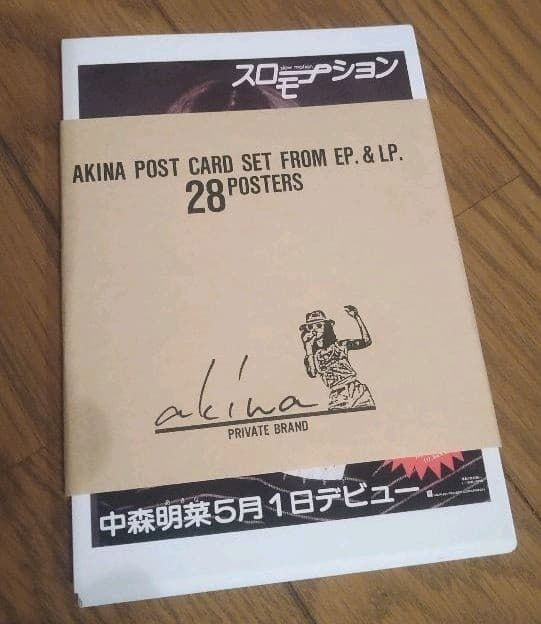 slow motion
スローモーション
AKINA POST CARD SET FROM EP. & LP.
28 POSTERS
akina
PRIVATE BRAND
中森明菜5月1日デビュー